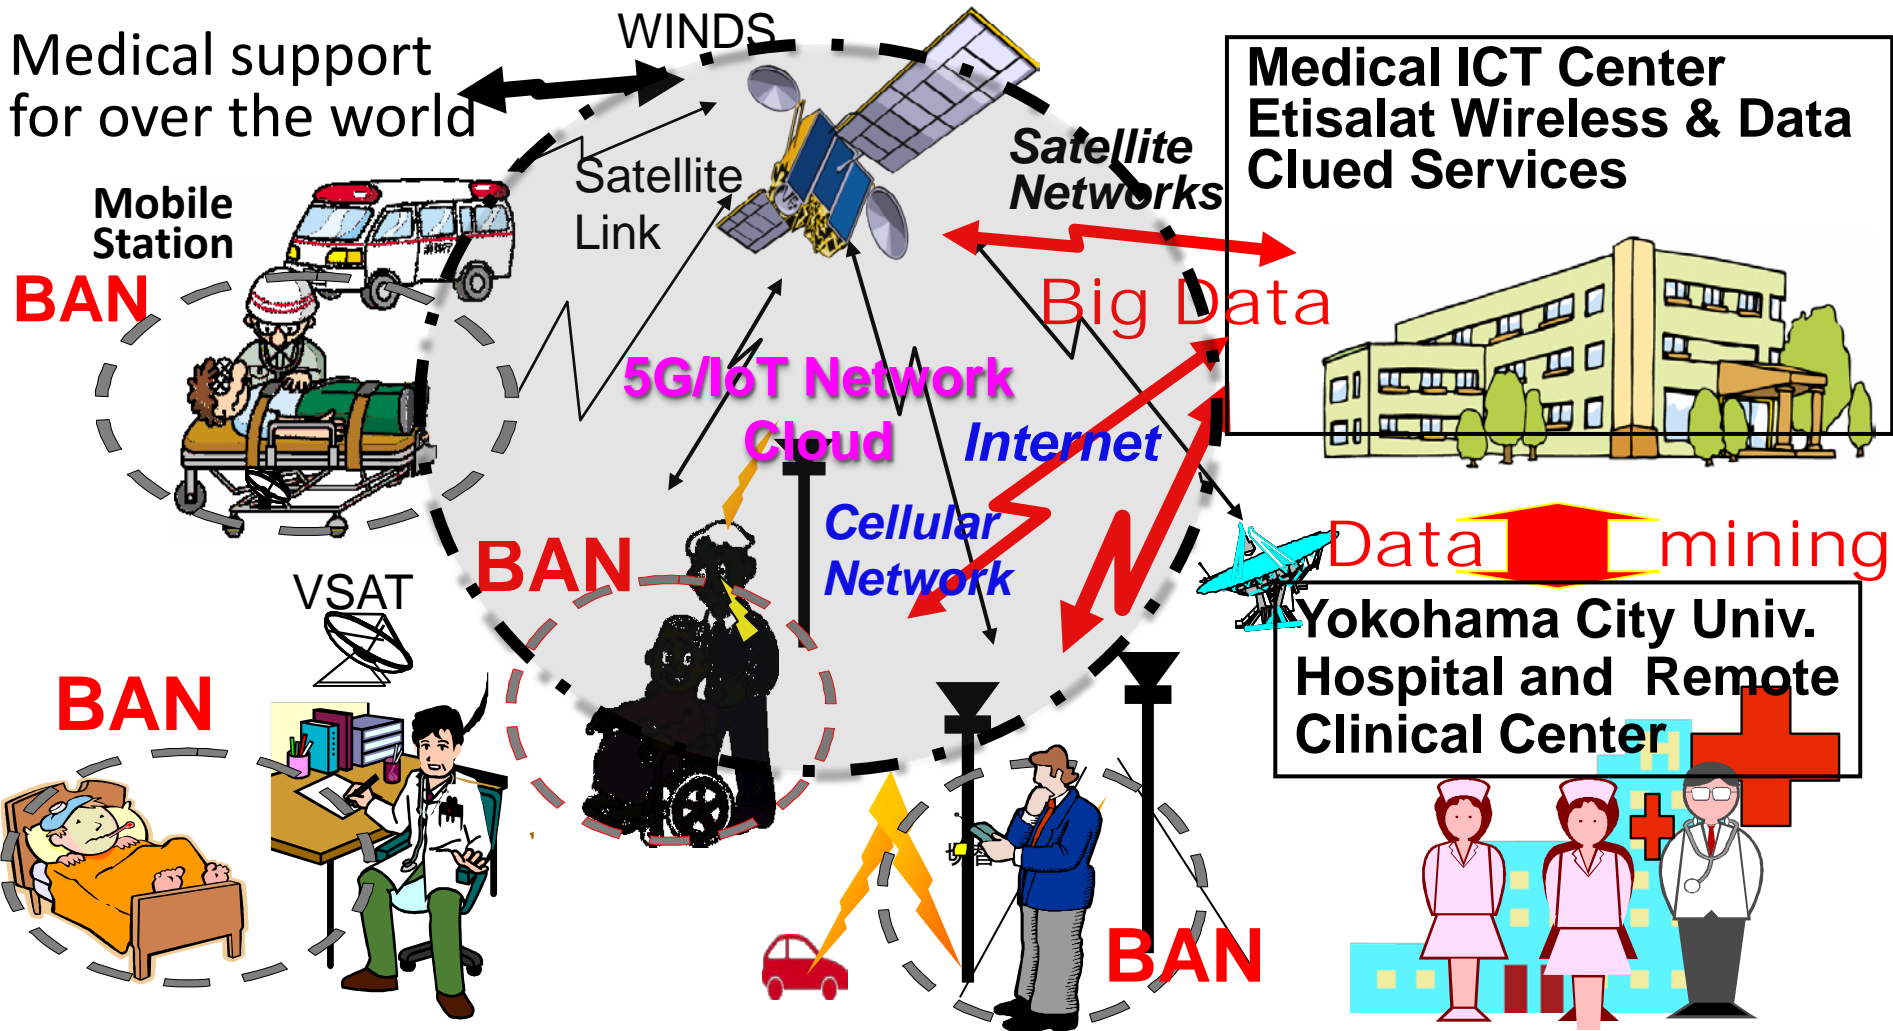 WINDS
Medical support
for over the world
Medical ICT Center
Etisalat Wireless & Data
Clued Services
Satellite
Networks
Satellite
Link
Mobile
Station
BAN
Big Data
5G/IoT Network
Cloud
Internet
Cellular
Network
BAN
Data mining
VSAT
Yokohama City Univ.
Hospital and Remote
Clinical Center
BAN
BAN